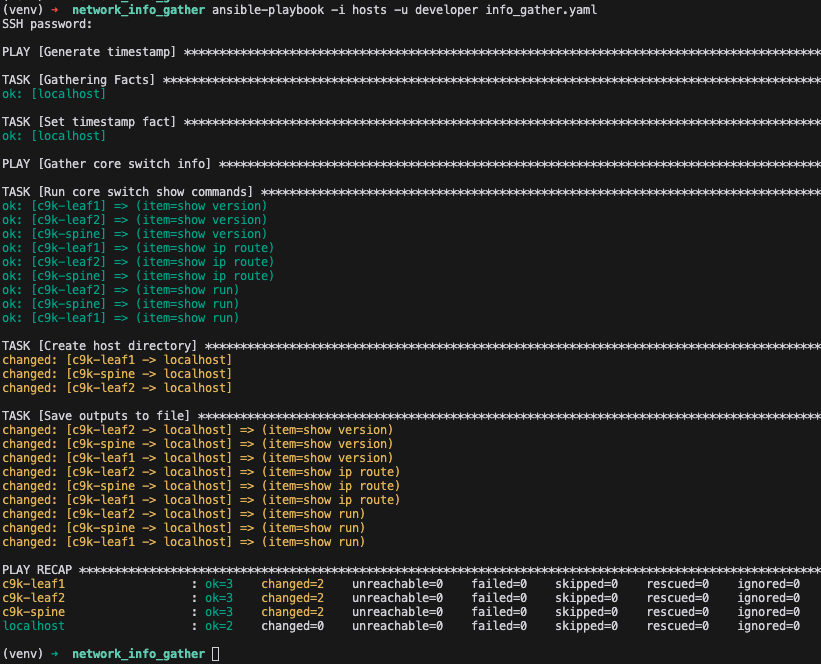 (venv) → network_info_gather ansible-playbook -i hosts -u developer info_gather.yaml
SSH password:
PLAY [Generate timestamp] ********************************************************************************************
TASK [Gathering Facts] ***********************************************************************************************
ok: [localhost]
TASK [Set timestamp fact] ********************************************************************************************
ok: [localhost]
PLAY [Gather core switch info] ***************************************************************************************
TASK [Run core switch show commands] *********************************************************************************
ok: [c9k-leaf1] => (item=show version)
ok: [c9k-leaf2] => (item=show version)
ok: [c9k-spine] => (item=show version)
ok: [c9k-leaf1] => (item=show ip route)
ok: [c9k-leaf2] => (item=show ip route)
ok: [c9k-spine] => (item=show ip route)
ok: [c9k-leaf2] => (item=show run)
ok: [c9k-spine] => (item=show run)
ok: [c9k-leaf1] => (item=show run)
TASK [Create host directory] *****************************************************************************************
changed: [c9k-leaf1 -> localhost]
changed: [c9k-spine -> localhost]
changed: [c9k-leaf2 -> localhost]
TASK [Save outputs to file] ******************************************************************************************
changed: [c9k-leaf2 -> localhost] => (item=show version)
changed: [c9k-spine -> localhost] => (item=show version)
changed: [c9k-leaf1 -> localhost] => (item=show version)
changed: [c9k-leaf2 -> localhost] => (item=show ip route)
changed: [c9k-spine -> localhost] => (item=show ip route)
changed: [c9k-leaf1 -> localhost] => (item=show ip route)
changed: [c9k-leaf2 -> localhost] => (item=show run)
changed: [c9k-spine -> localhost] => (item=show run)
changed: [c9k-leaf1 -> localhost] => (item=show run)
PLAY RECAP ***********************************************************************************************************
c9k-leaf1 : ok=3 changed=2 unreachable=0 failed=0 skipped=0 rescued=0 ignored=0
c9k-leaf2 : ok=3 changed=2 unreachable=0 failed=0 skipped=0 rescued=0 ignored=0
c9k-spine : ok=3 changed=2 unreachable=0 failed=0 skipped=0 rescued=0 ignored=0
localhost : ok=2 changed=0 unreachable=0 failed=0 skipped=0 rescued=0 ignored=0
(venv) → network_info_gather